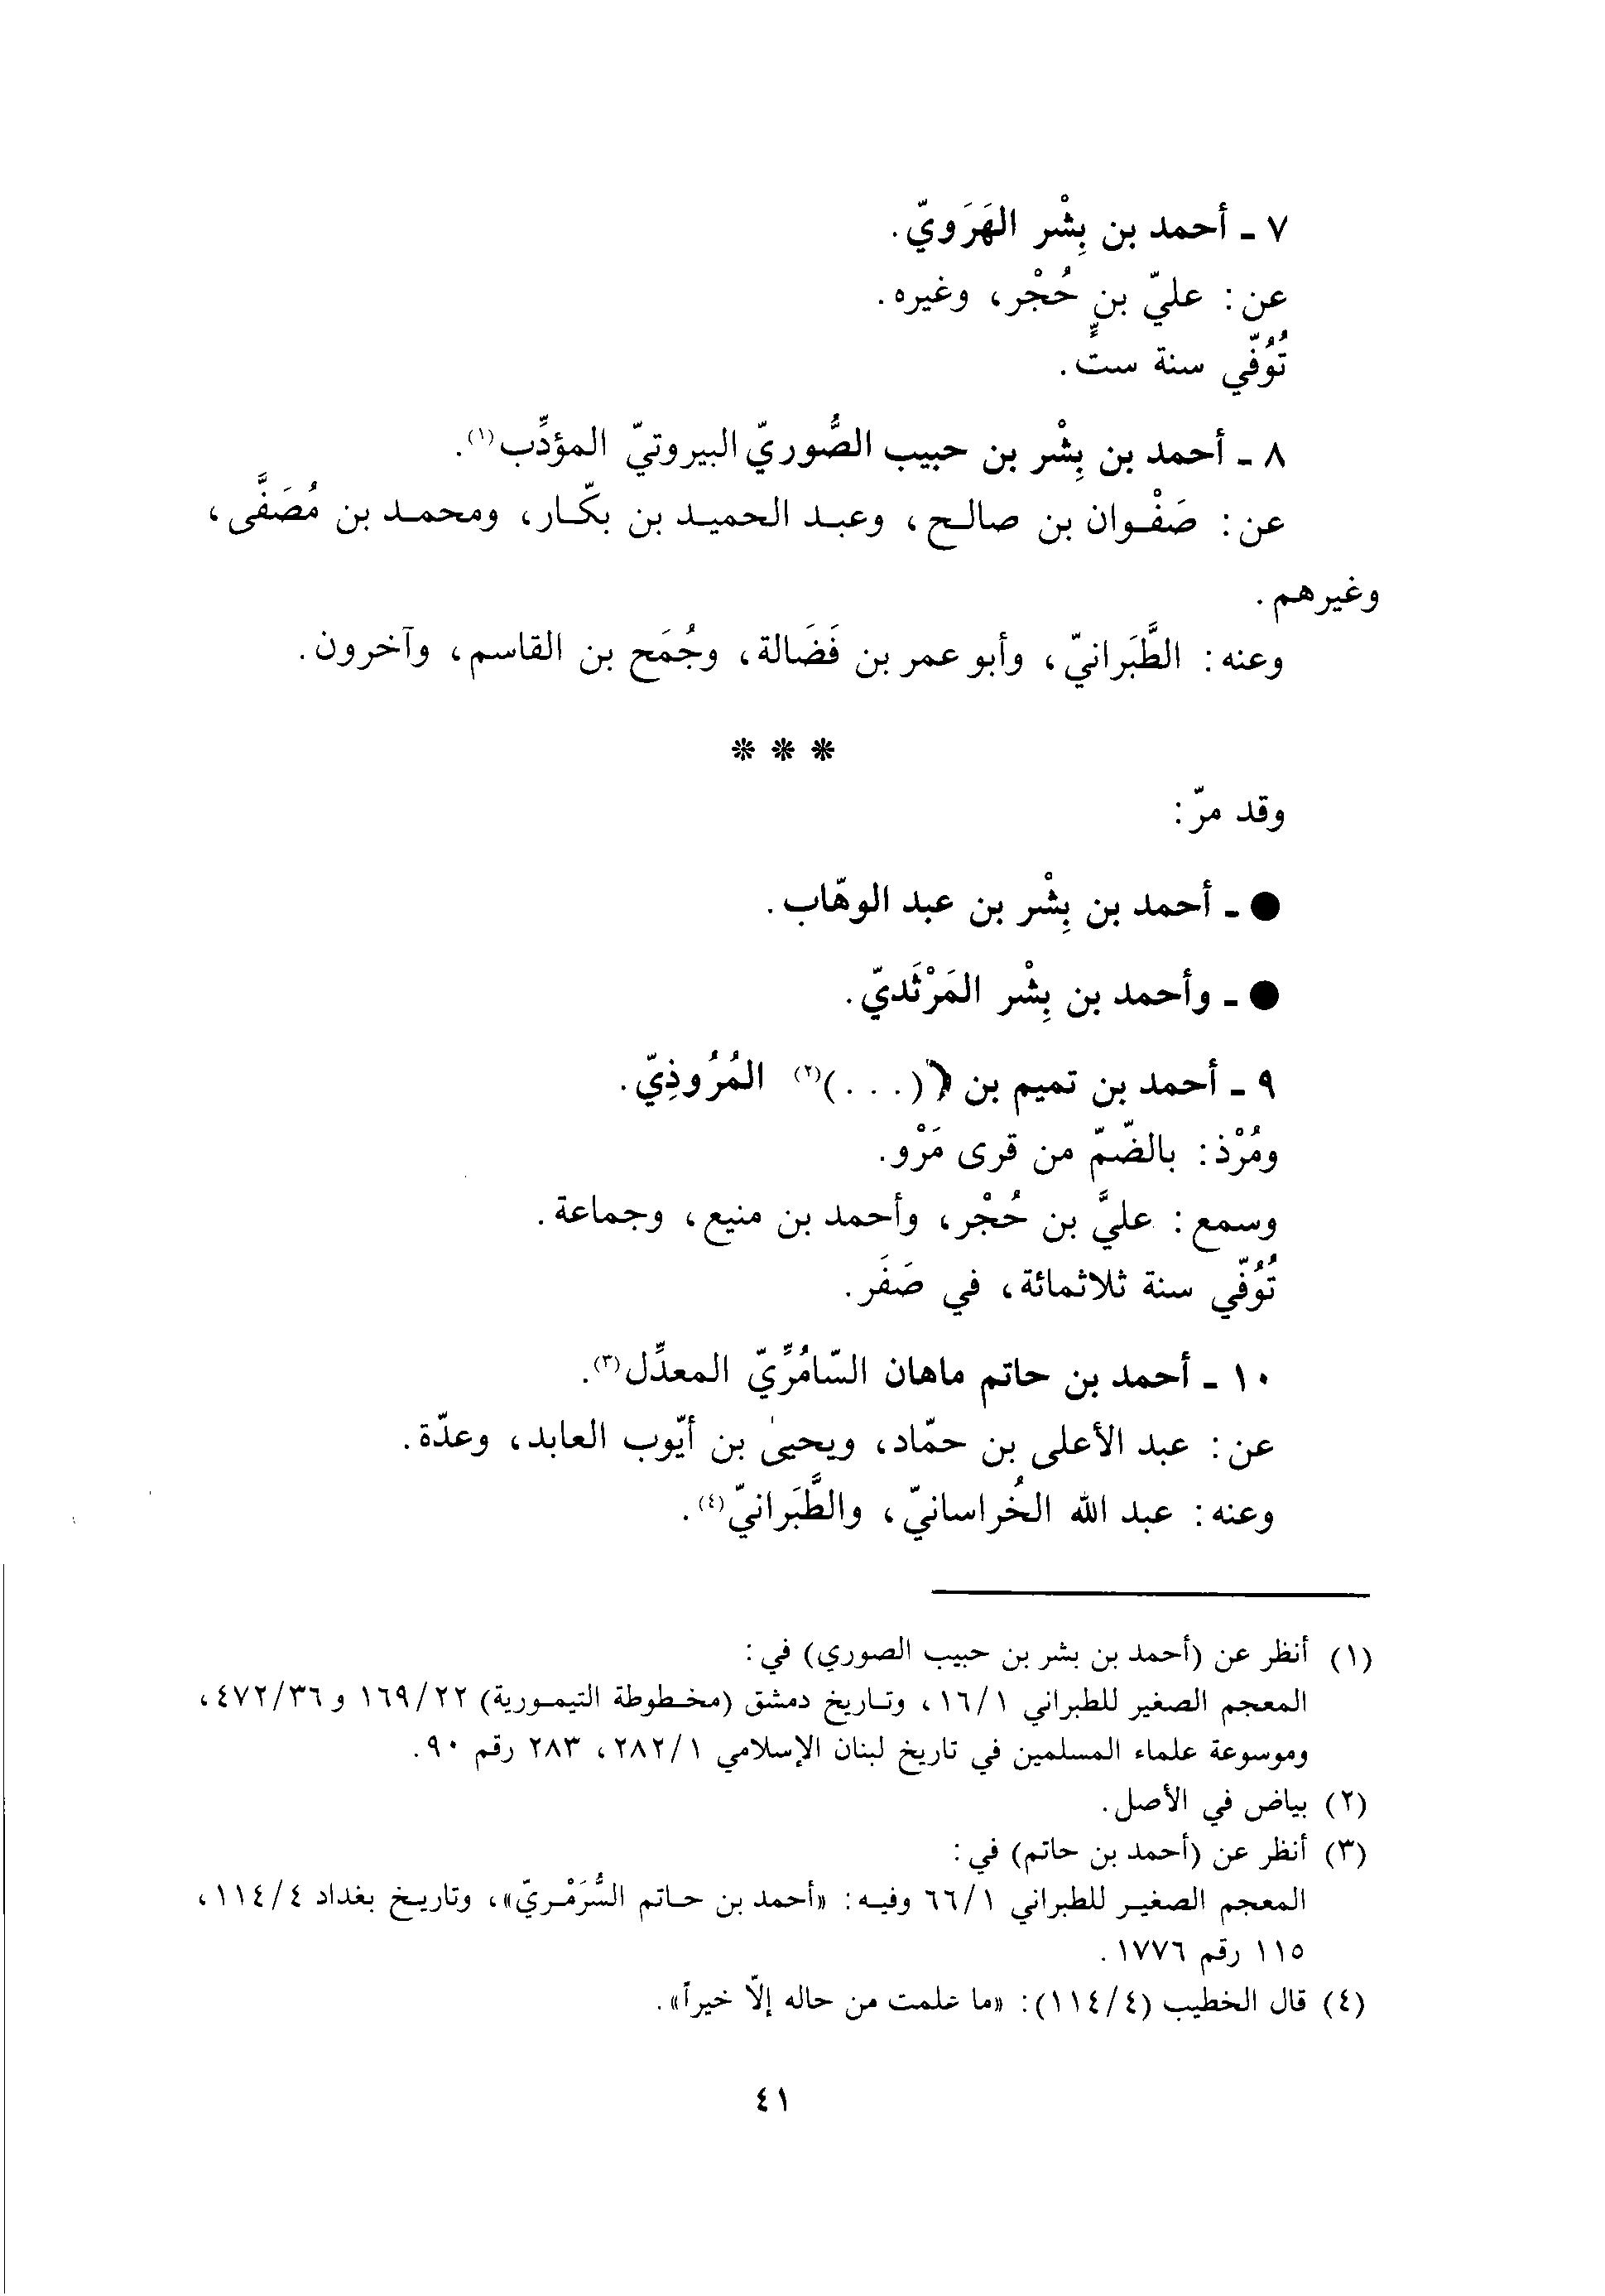 ٧ ـ أحمد بن بِشْر الهَرَويّ.
عن: عليّ بن حُجْر، وغيره.
تُوُفّي سنة ستٍّ.
٨ ـ أحمد بن بِشْر بن حبيب الصُّوريّ البيروتيّ المؤدِّب(١).
عن: صَفْوان بن صالح، وعبد الحميد بن بكّار، ومحمد بن مُصَفَّى،
وغيرهم.
وعنه: الطَّبَرانيّ، وأبو عمر بن فَضَالة، وجُمَح بن القاسم، وآخرون.
* * *
وقد مرّ:
● ـ أحمد بن بِشْر بن عبد الوهّاب.
● ـ وأحمد بن بِشْر المَرْثَديّ.
٩ ـ أحمد بن تميم بن (...)(٢) المُرُوذِيّ.
ومُرْذ: بالضّمّ من قرى مَرْو.
وسمع: عليَّ بن حُجْر، وأحمد بن منيع، وجماعة.
تُوُفّي سنة ثلاثمائة، في صَفَر.
١٠ ـ أحمد بن حاتم ماهان السّامُرِّيّ المعدِّل(٣).
عن: عبد الأعلى بن حمّاد، ويحيىٰ بن أيّوب العابد، وعدّة.
وعنه: عبد الله الخُراسانيّ، والطَّبَرانيّ(٤).
(١) أنظر عن (أحمد بن بشر بن حبيب الصوري) في:
المعجم الصغير للطبراني ١٦/١، وتاريخ دمشق (مخطوطة التيمورية) ١٦٩/٢٢ و ٤٧٢/٣٦،
وموسوعة علماء المسلمين في تاريخ لبنان الإسلامي ٢٨٢/١، ٢٨٣ رقم ٩٠.
(٢) بياض في الأصل.
(٣) أنظر عن (أحمد بن حاتم) في:
المعجم الصغير للطبراني ٦٦/١ وفيه: «أحمد بن حاتم السُّرَمْريّ»، وتاريخ بغداد ١١٤/٤،
١١٥ رقم ١٧٧٦.
(٤) قال الخطيب (١١٤/٤): «ما علمت من حاله إلّا خيراً».
٤١